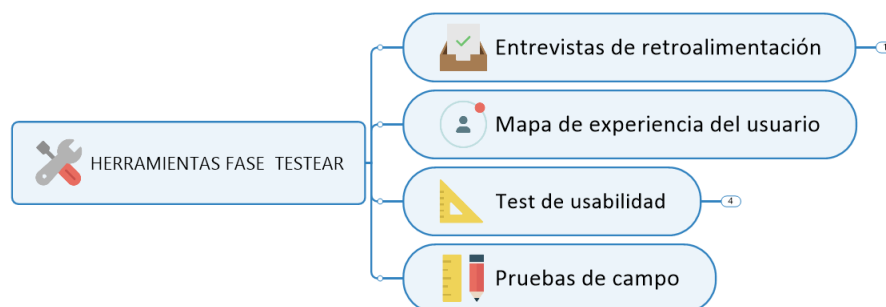 Entrevistas de retroalimentación
Mapa de experiencia del usuario
HERRAMIENTAS FASE  TESTEAR
Test de usabilidad
4
Pruebas de campo